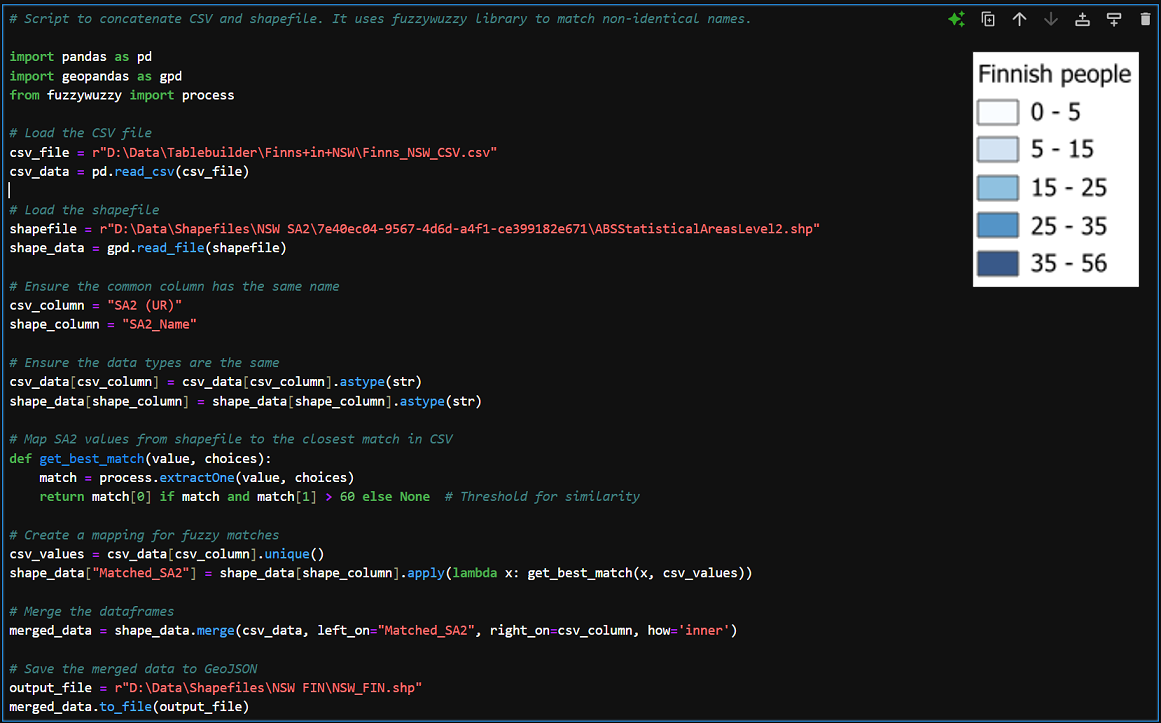 # Script to concatenate CSV and shapefile. It uses fuzzywuzzy library to match non-identical names.
import pandas as pd
import geopandas as gpd
from fuzzywuzzy import process
# Load the CSV file
csv_file = r"D:\Data\Tablebuilder\Finns+in+NSW\Finns_NSW_CSV.csv"
csv_data = pd.read_csv(csv_file)
# Load the shapefile
shapefile = r"D:\Data\Shapefiles\NSW SA2\7e40ec04-9567-4d6d-a4f1-ce399182e671\ABSStatisticalAreasLevel2.shp"
shape_data = gpd.read_file(shapefile)
# Ensure the common column has the same name
csv_column = "SA2 (UR)"
shape_column = "SA2_Name"
# Ensure the data types are the same
csv_data[csv_column] = csv_data[csv_column].astype(str)
shape_data[shape_column] = shape_data[shape_column].astype(str)
# Map SA2 values from shapefile to the closest match in CSV
def get_best_match(value, choices):
    match = process.extractOne(value, choices)
    return match[0] if match and match[1] > 60 else None  # Threshold for similarity
# Create a mapping for fuzzy matches
csv_values = csv_data[csv_column].unique()
shape_data["Matched_SA2"] = shape_data[shape_column].apply(lambda x: get_best_match(x, csv_values))
# Merge the dataframes
merged_data = shape_data.merge(csv_data, left_on="Matched_SA2", right_on=csv_column, how='inner')
# Save the merged data to GeoJSON
output_file = r"D:\Data\Shapefiles\NSW FIN\NSW_FIN.shp"
merged_data.to_file(output_file)
Finnish people
0 - 5
5 - 15
15 - 25
25 - 35
35 - 56